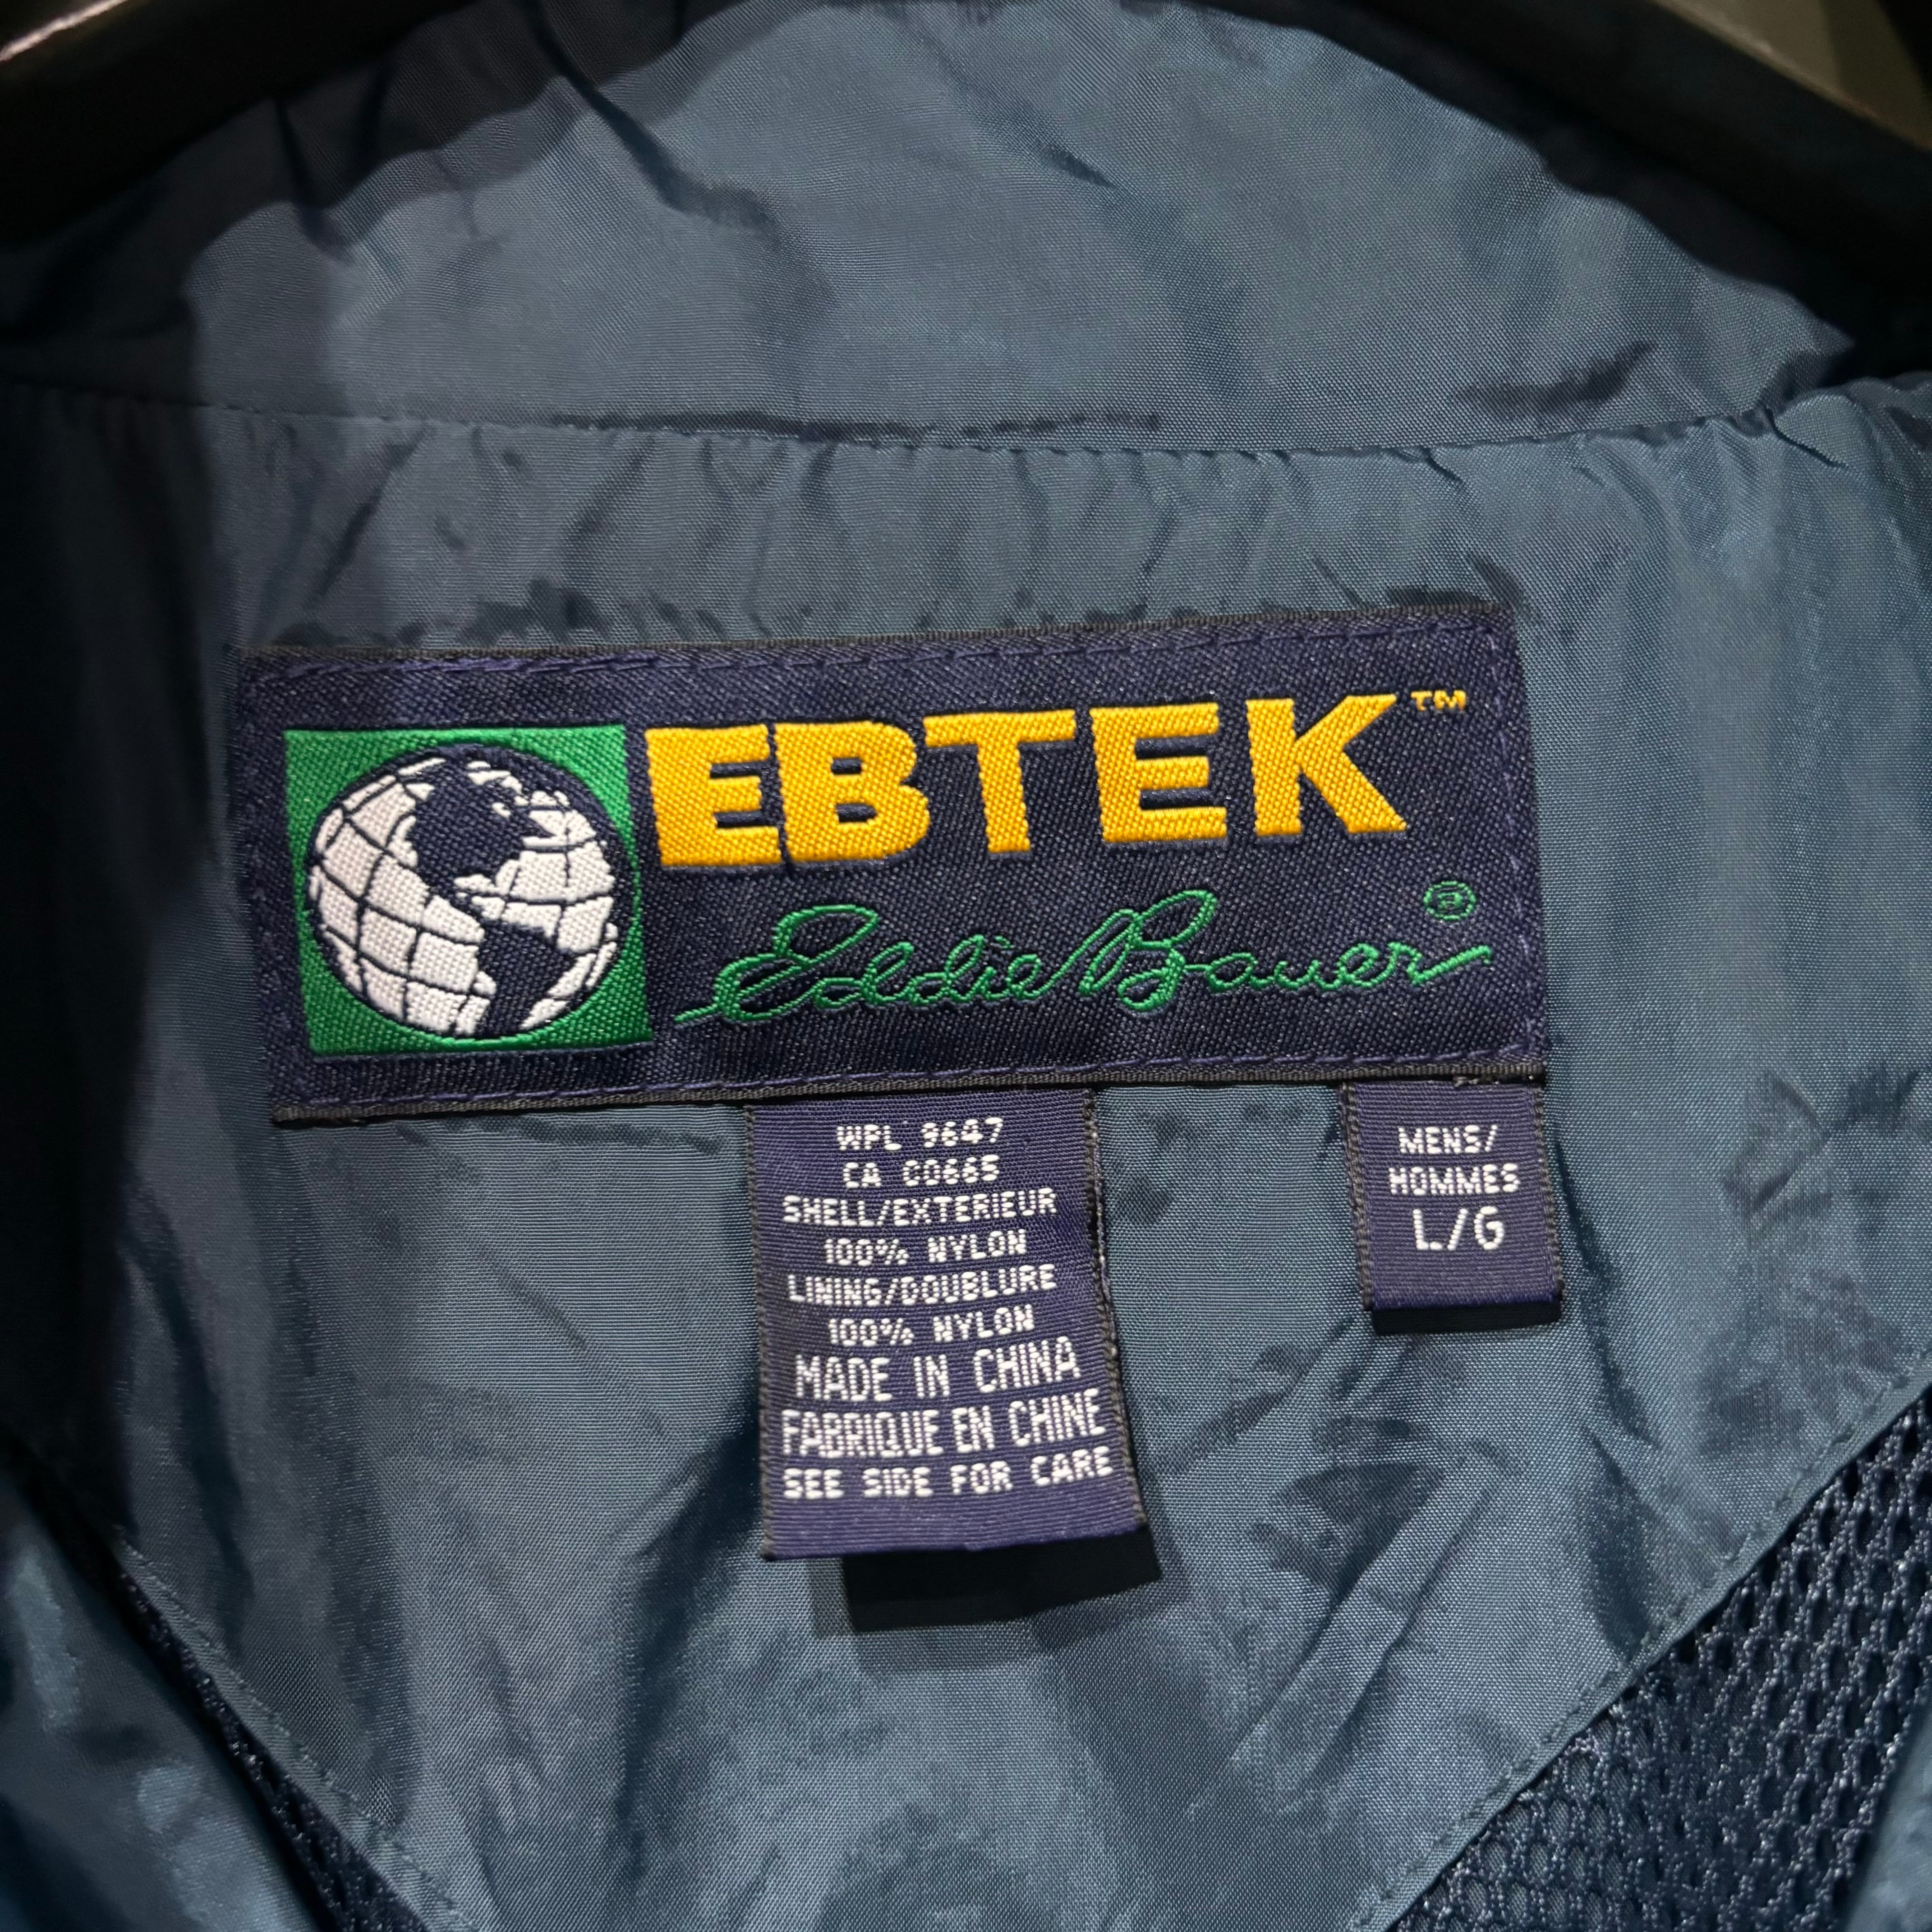 EBTEK™
Eddie Bauer®
WPL 9647
CA 00665
SHELL/EXTERIEUR
100% NYLON
LINING/DOUBLURE
100% NYLON
MADE IN CHINA
FABRIQUE EN CHINE
SEE SIDE FOR CARE
MENS/
HOMMES
L/G